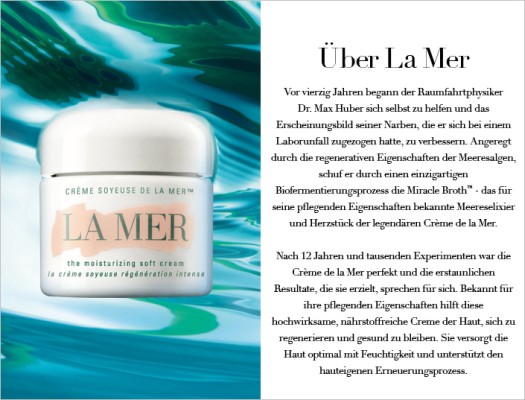 CRÈME SOYEUSE DE LA MER™
LA MER
the moisturizing soft cream
la crème soyeuse régénération intense
Über La Mer
Vor vierzig Jahren begann der Raumfahrtphysiker
Dr. Max Huber sich selbst zu helfen und das
Erscheinungsbild seiner Narben, die er sich bei einem
Laborunfall zugezogen hatte, zu verbessern. Angeregt
durch die regenerativen Eigenschaften der Meeresalgen,
schuf er durch einen einzigartigen
Biofermentierungsprozess die Miracle Broth™ - das für
seine pflegenden Eigenschaften bekannte Meereselixier
und Herzstück der legendären Crème de la Mer.
Nach 12 Jahren und tausenden Experimenten war die
Crème de la Mer perfekt und die erstaunlichen
Resultate, die sie erzielt, sprechen für sich. Bekannt für
ihre pflegenden Eigenschaften hilft diese
hochwirksame, nährstoffreiche Creme der Haut, sich zu
regenerieren und gesund zu bleiben. Sie versorgt die
Haut optimal mit Feuchtigkeit und unterstützt den
hauteigenen Erneuerungsprozess.